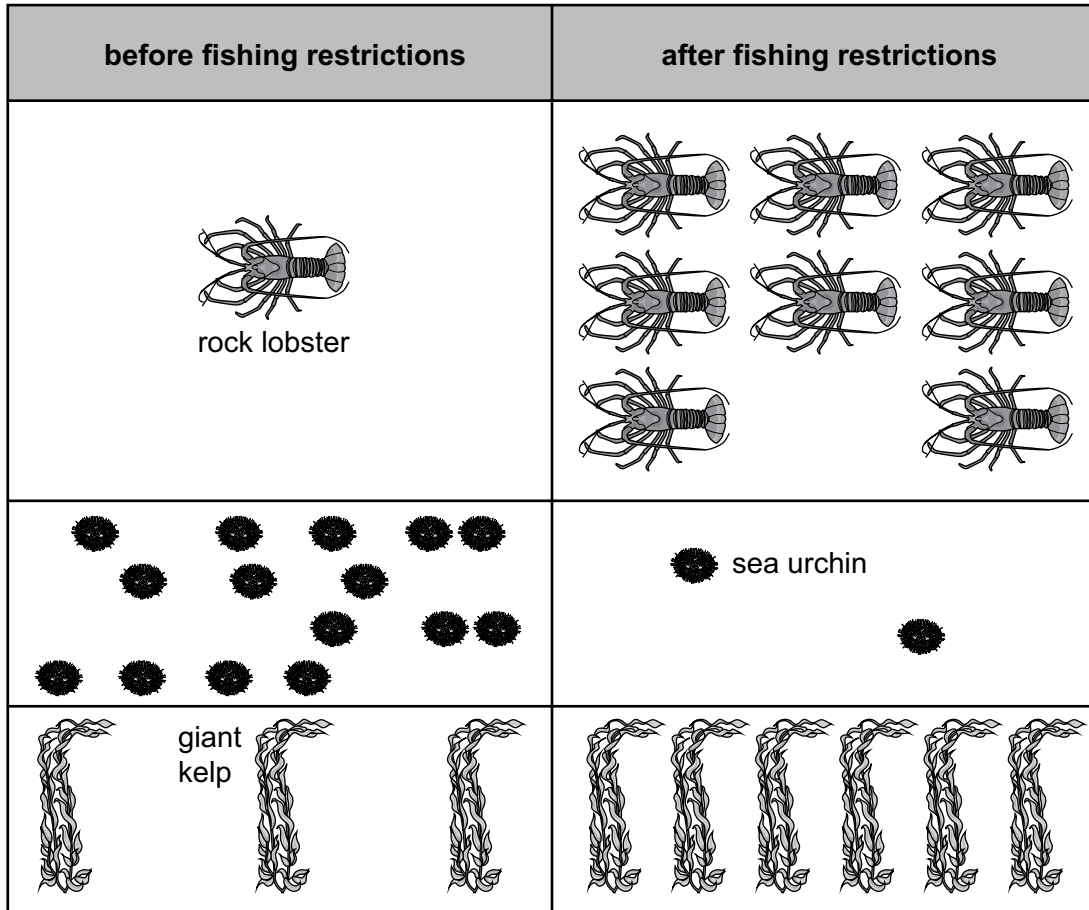 before fishing restrictions
after fishing restrictions
rock lobster
sea urchin
giant
kelp